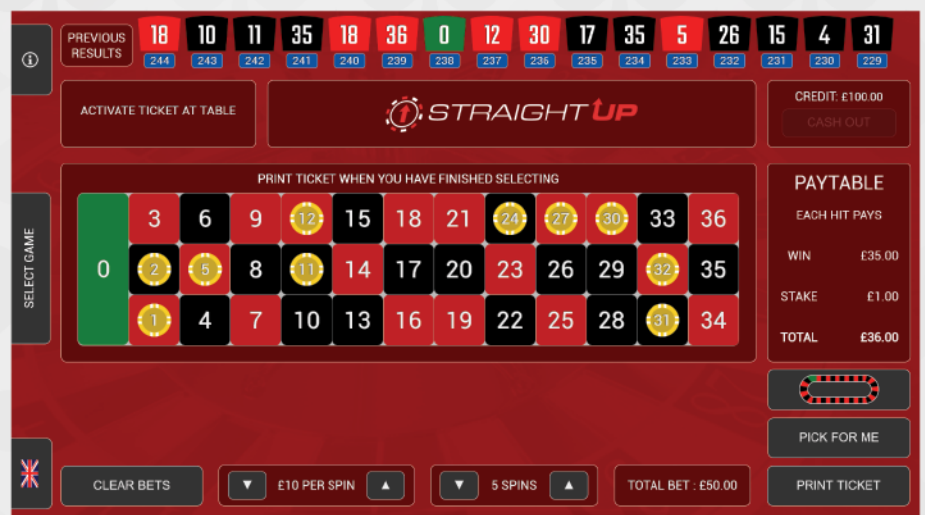 PREVIOUS RESULTS 18 10 11 35 18 36 0 12 30 17 35 5 26 15 4 31
244 243 242 241 240 239 238 237 236 235 234 233 232 231 230 229
ACTIVATE TICKET AT TABLE
STRAIGHT UP
CREDIT: £100.00
CASH OUT
SELECT GAME
PRINT TICKET WHEN YOU HAVE FINISHED SELECTING
3 6 9 12 15 18 21 24 27 30 33 36
0 2 5 8 11 14 17 20 23 26 29 32 35
1 4 7 10 13 16 19 22 25 28 31 34
PAYTABLE
EACH HIT PAYS
WIN £35.00
STAKE £1.00
TOTAL £36.00
PICK FOR ME
CLEAR BETS
£10 PER SPIN
5 SPINS
TOTAL BET : £50.00
PRINT TICKET